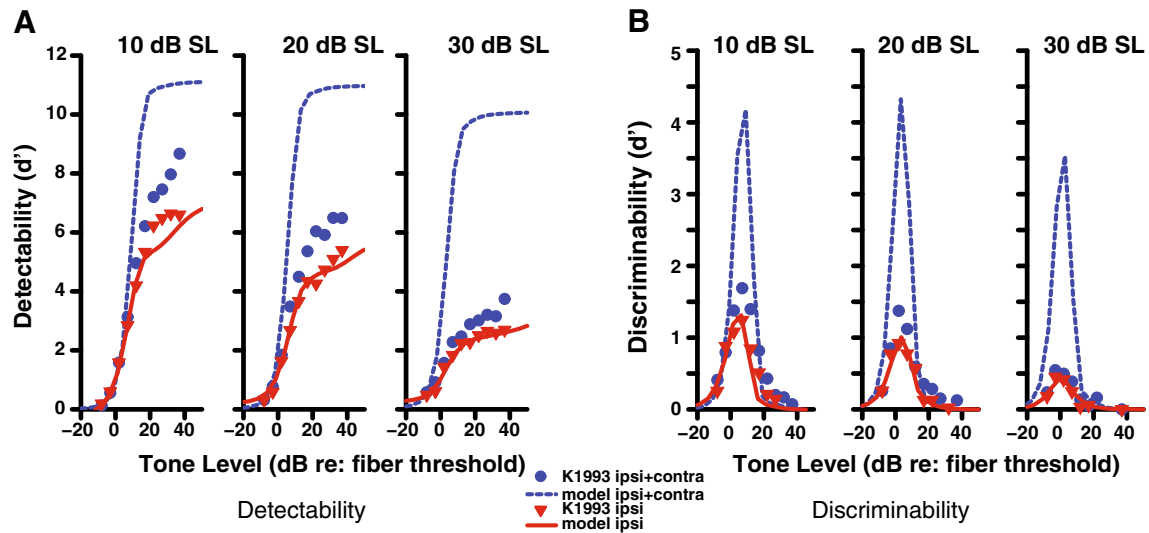 A
B
10 dB SL 20 dB SL 30 dB SL
10 dB SL 20 dB SL 30 dB SL
Detectability (d’)
12
10
8
6
4
2
0
−20 0 20 40
−20 0 20 40
−20 0 20 40
Tone Level (dB re: fiber threshold)
Detectability
Discriminability (d’)
5
4
3
2
1
0
−20 0 20 40
−20 0 20 40
−20 0 20 40
Tone Level (dB re: fiber threshold)
Discriminability
K1993 ipsi+contra
model ipsi+contra
K1993 ipsi
model ipsi